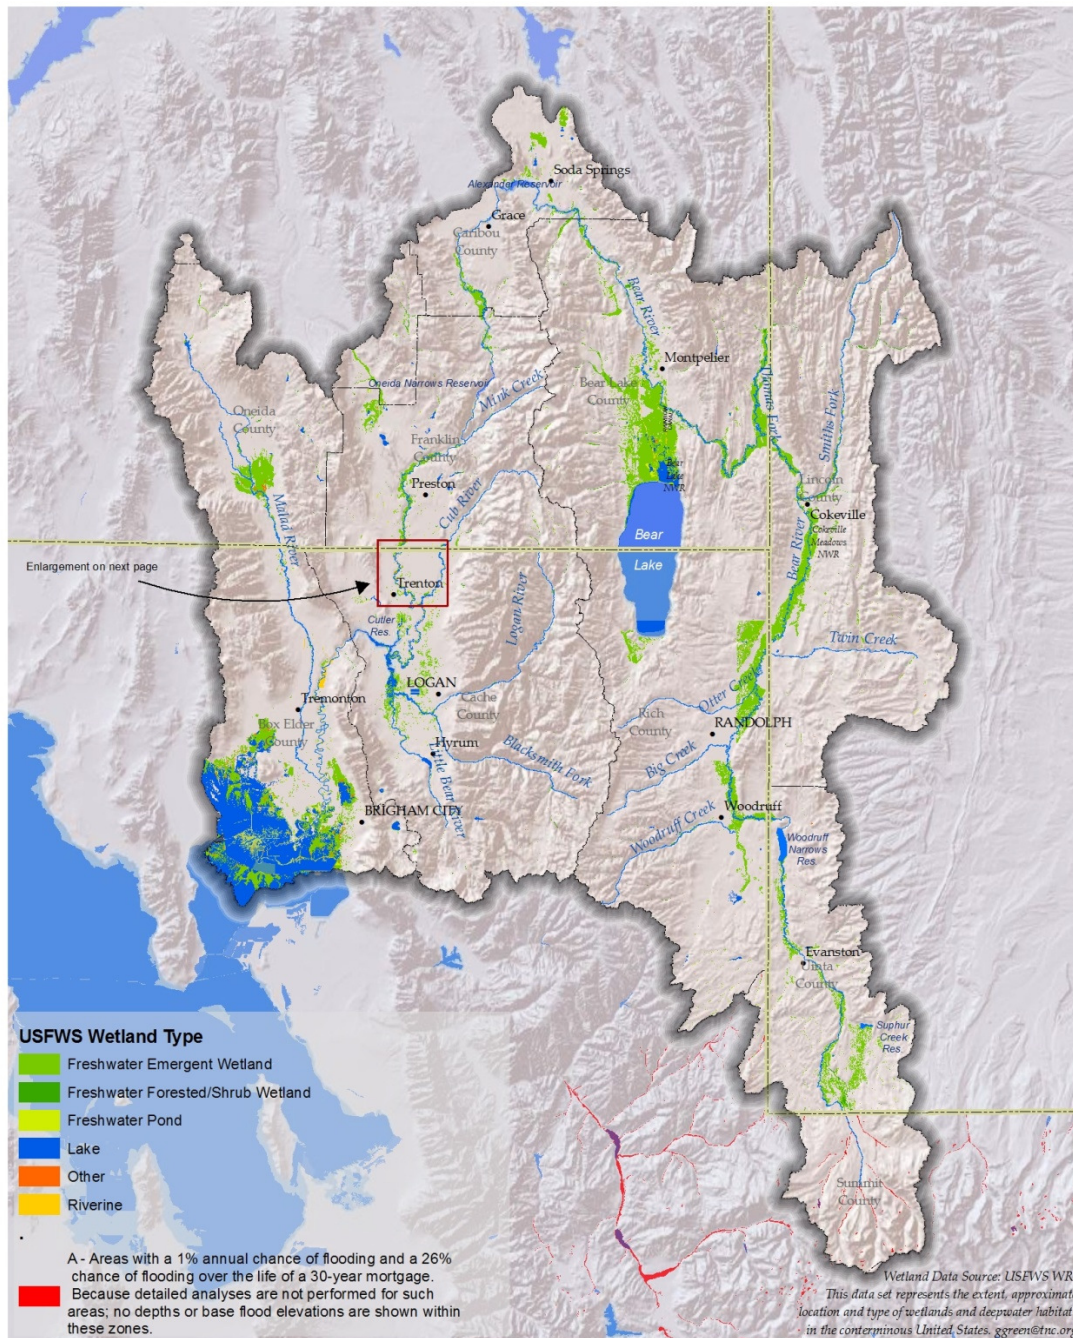 Soda Springs
Alexander Reservoir
Grace
Caribou
County
Bear River
Montpelier
Bear Lake
County
Thomas Fork
Smiths Fork
Oneida Narrows Reservoir
Mink Creek
Oneida
County
Franklin
County
Preston
Cub River
Malad River
Bear
Lake
NWR
Lincoln
County
Cokeville
Cokeville
Meadows
NWR
Bear River
Bear
Lake
Enlargement on next page
Trenton
Logan River
Cutler
Res.
Twin Creek
LOGAN
Cache
County
Otter Creek
Rich
County
RANDOLPH
Tremonton
Box Elder
County
Hyrum
Little Bear River
Blacksmith Fork
Big Creek
BRIGHAM CITY
Woodruff Creek
Woodruff
Woodruff
Narrows
Res.
Evanston
Uinta
County
Suphur
Creek
Res.
Summit
County
USFWS Wetland Type
Freshwater Emergent Wetland
Freshwater Forested/Shrub Wetland
Freshwater Pond
Lake
Other
Riverine
A - Areas with a 1% annual chance of flooding and a 26%
chance of flooding over the life of a 30-year mortgage.
Because detailed analyses are not performed for such
areas; no depths or base flood elevations are shown within
these zones.
Wetland Data Source: USFWS WR
This data set represents the extent, approximat
location and type of wetlands and deepwater habitat
in the conterminous United States. ggreen@tnc.or